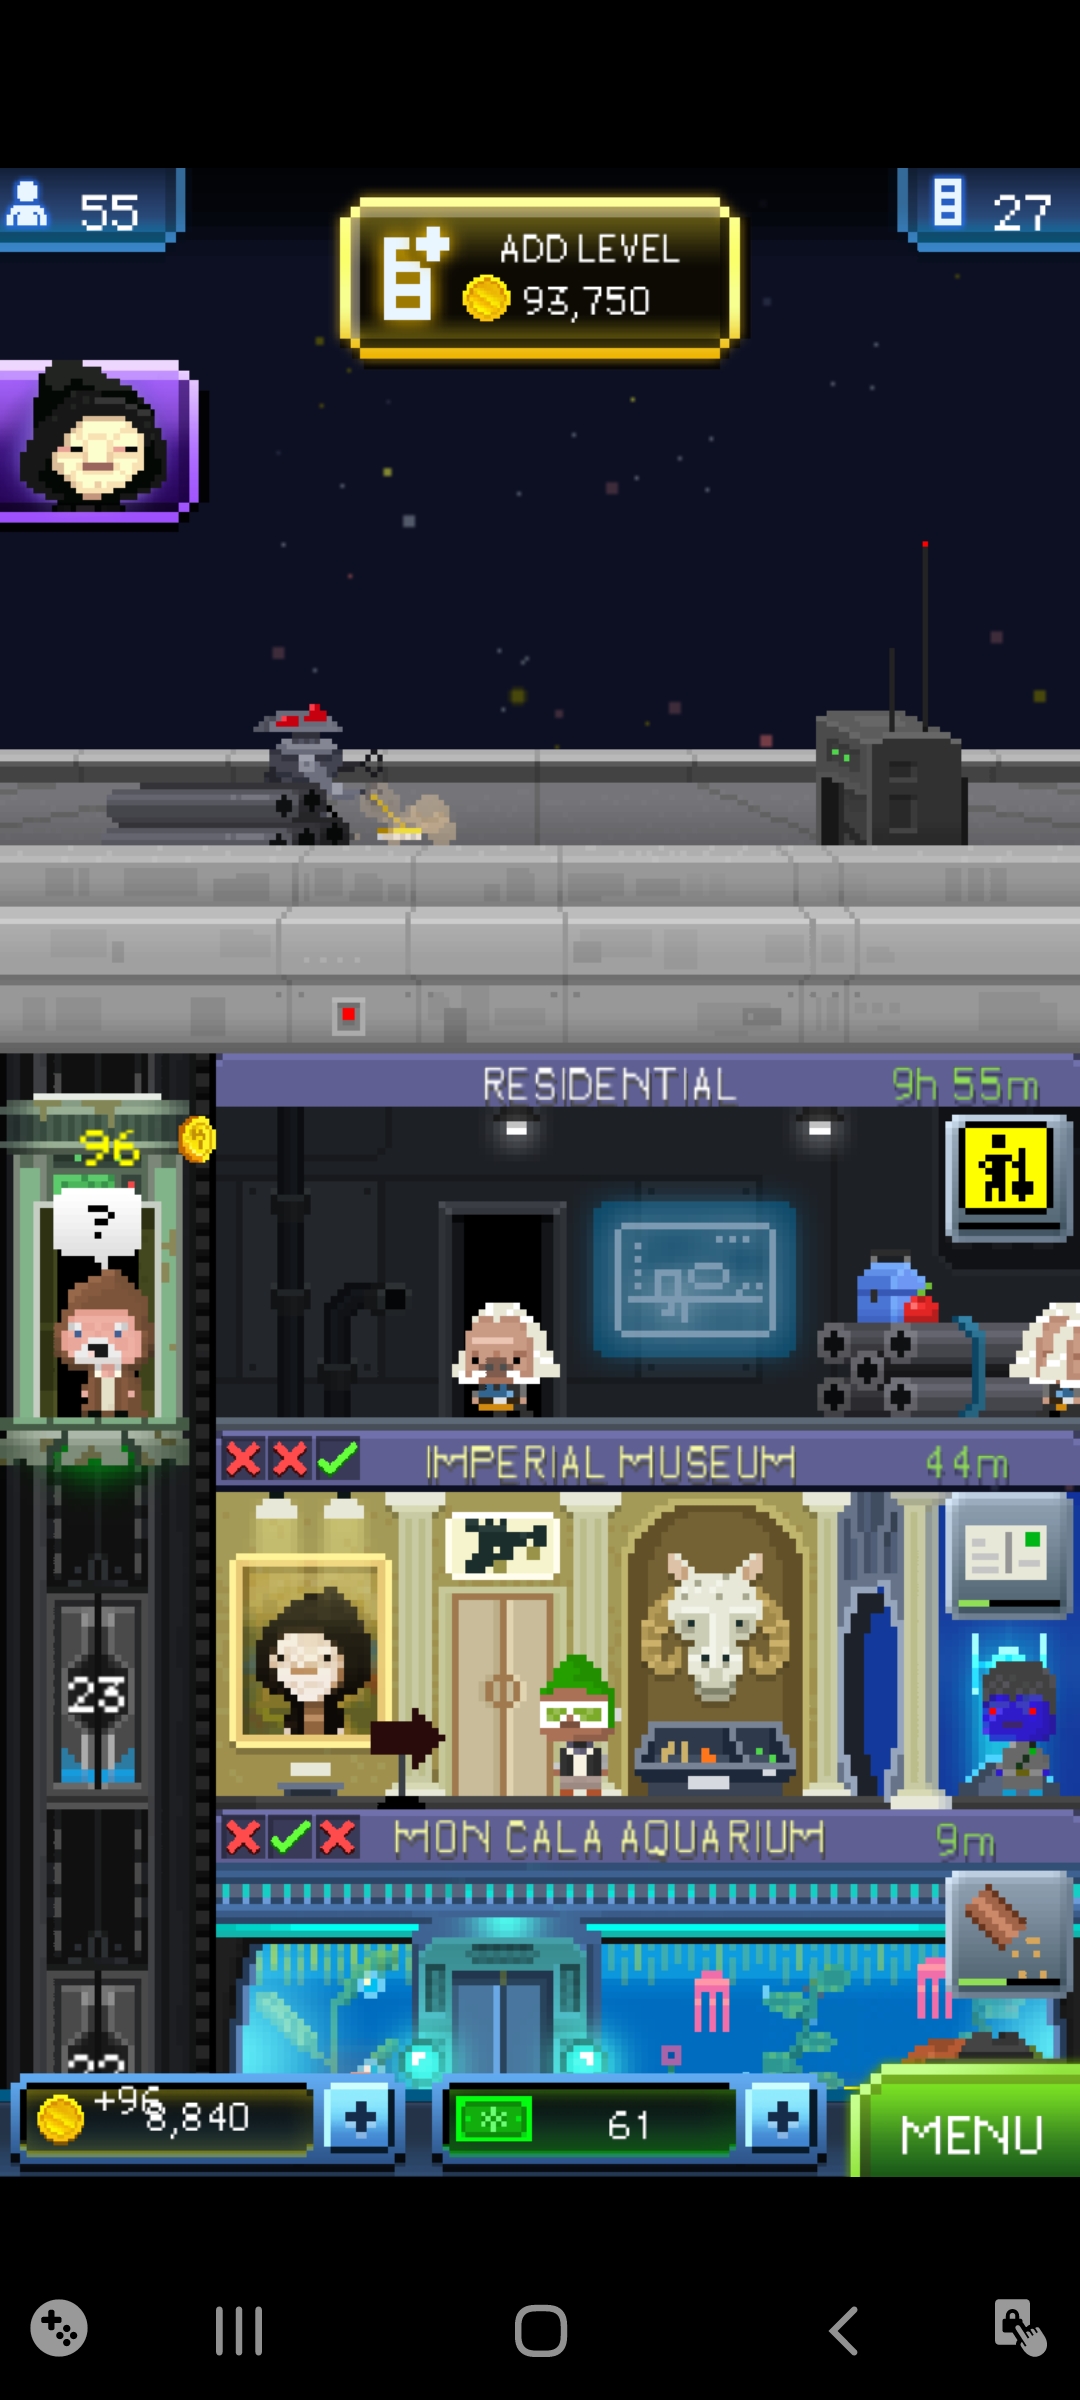 55
ADD LEVEL
93,750
27
RESIDENTIAL 9h 55m
96
?
IMPERIAL MUSEUM 44m
23
MON CALA AQUARIUM 9m
22
+96
8,840
61
MENU